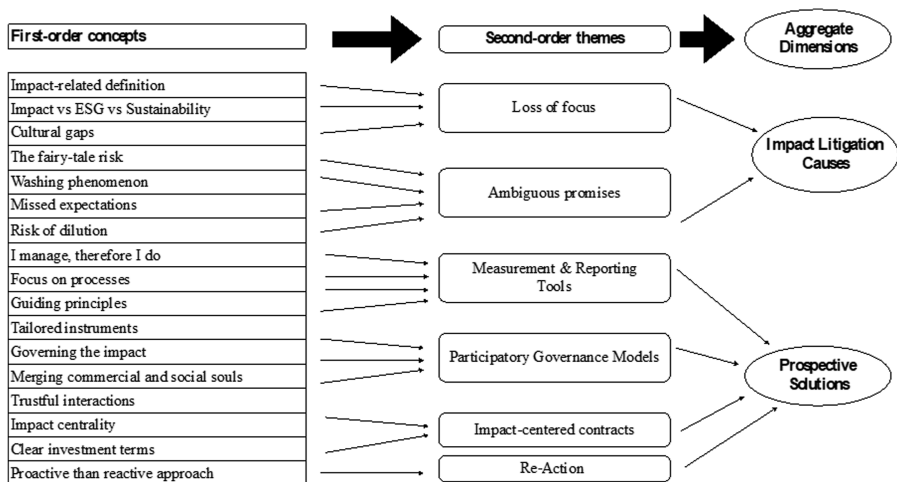 First-order concepts
Second-order themes
Aggregate
Dimensions
Impact-related definition
Impact vs ESG vs Sustainability
Cultural gaps
The fairy-tale risk
Washing phenomenon
Missed expectations
Risk of dilution
I manage, therefore I do
Focus on processes
Guiding principles
Tailored instruments
Governing the impact
Merging commercial and social souls
Trustful interactions
Impact centrality
Clear investment terms
Proactive than reactive approach
Loss of focus
Ambiguous promises
Measurement & Reporting
Tools
Participatory Governance Models
Impact-centered contracts
Re-Action
Impact Litigation
Causes
Prospective
Solutions